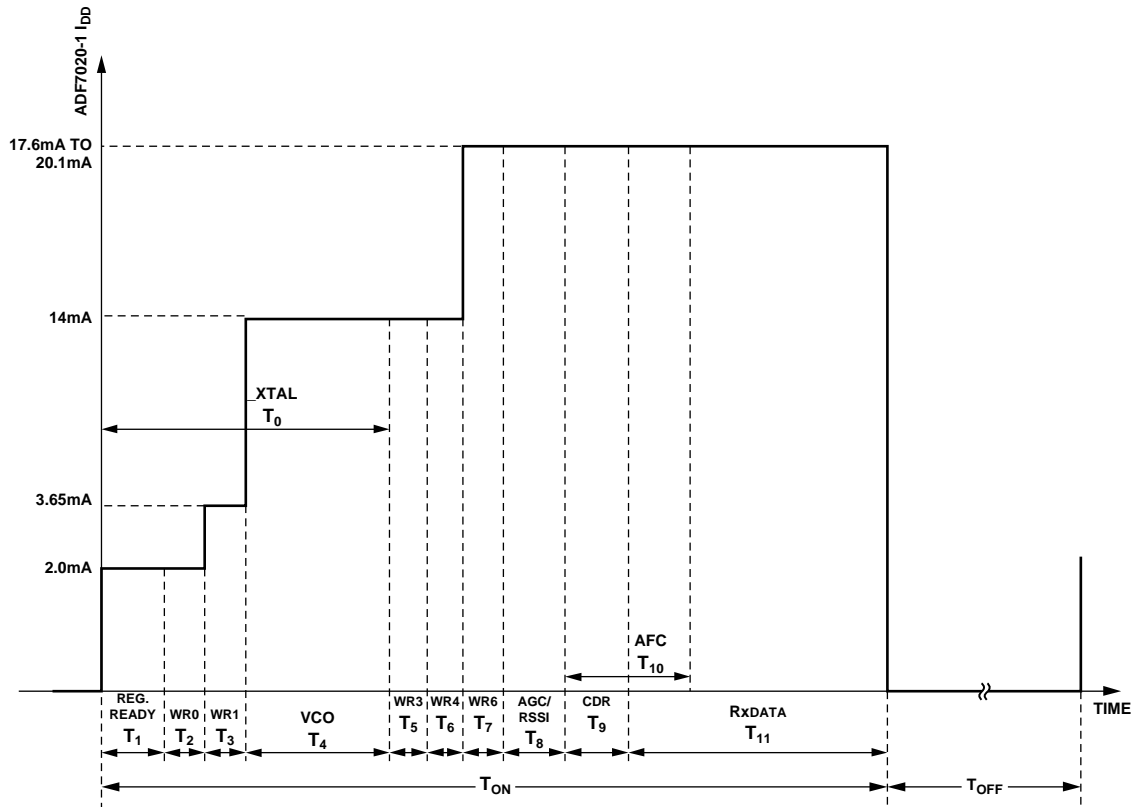 ADF7020-1 IDD
17.6mA TO
20.1mA
14mA
_XTAL
T0
3.65mA
2.0mA
AFC
T10
REG.
READY
T1
WR0
T2
WR1
T3
VCO
T4
WR3
T5
WR4
T6
WR6
T7
AGC/
RSSI
T8
CDR
T9
RxDATA
T11
TIME
TON
TOFF